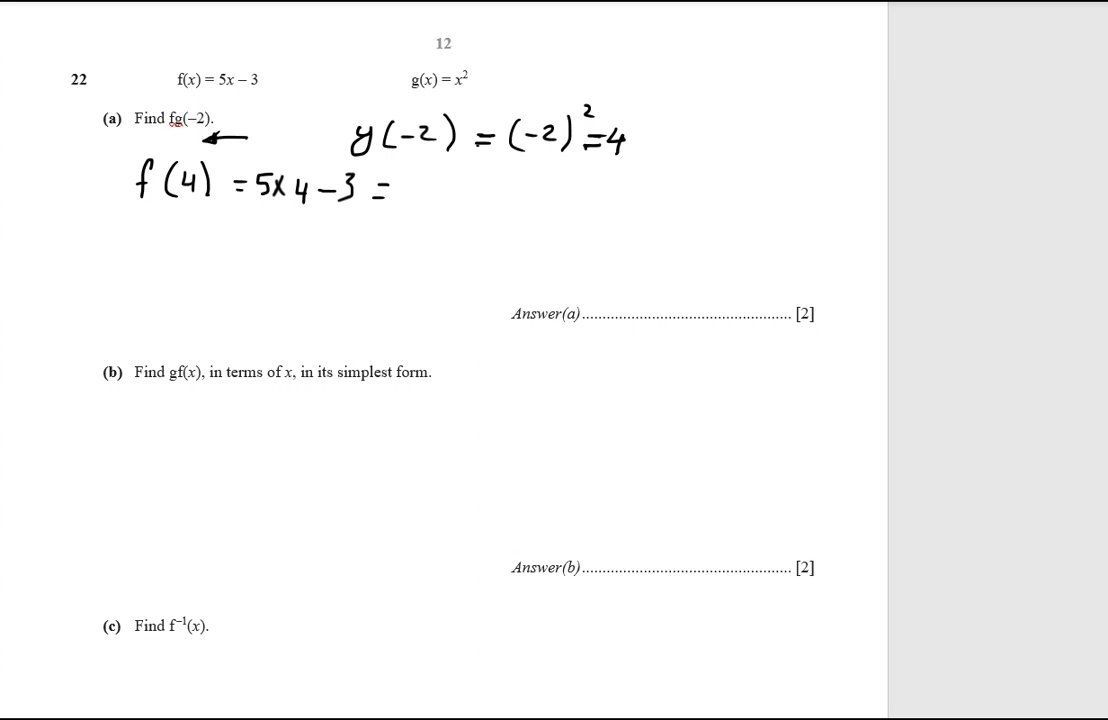 12
22 f(x) = 5x – 3 g(x) = x²
(a) Find fg(–2).
g(-2) = (-2)² = 4
f(4) = 5x4-3 =
Answer(a)................................................... [2]
(b) Find gf(x), in terms of x, in its simplest form.
Answer(b)................................................... [2]
(c) Find f⁻¹(x).